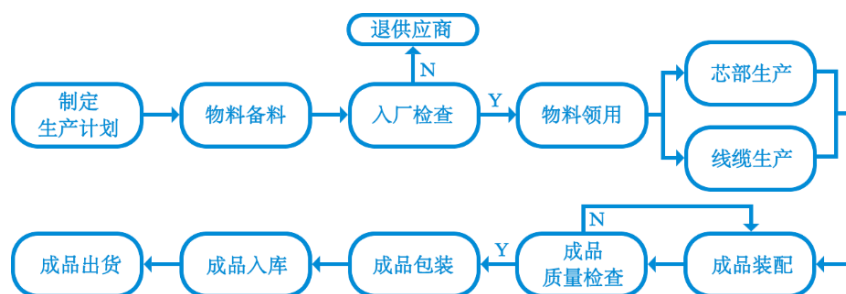 退供应商
N
制定
生产计划
物料备料
入厂检查
Y
物料领用
芯部生产
线缆生产
N
成品出货
成品入库
成品包装
Y
成品
质量检查
成品装配